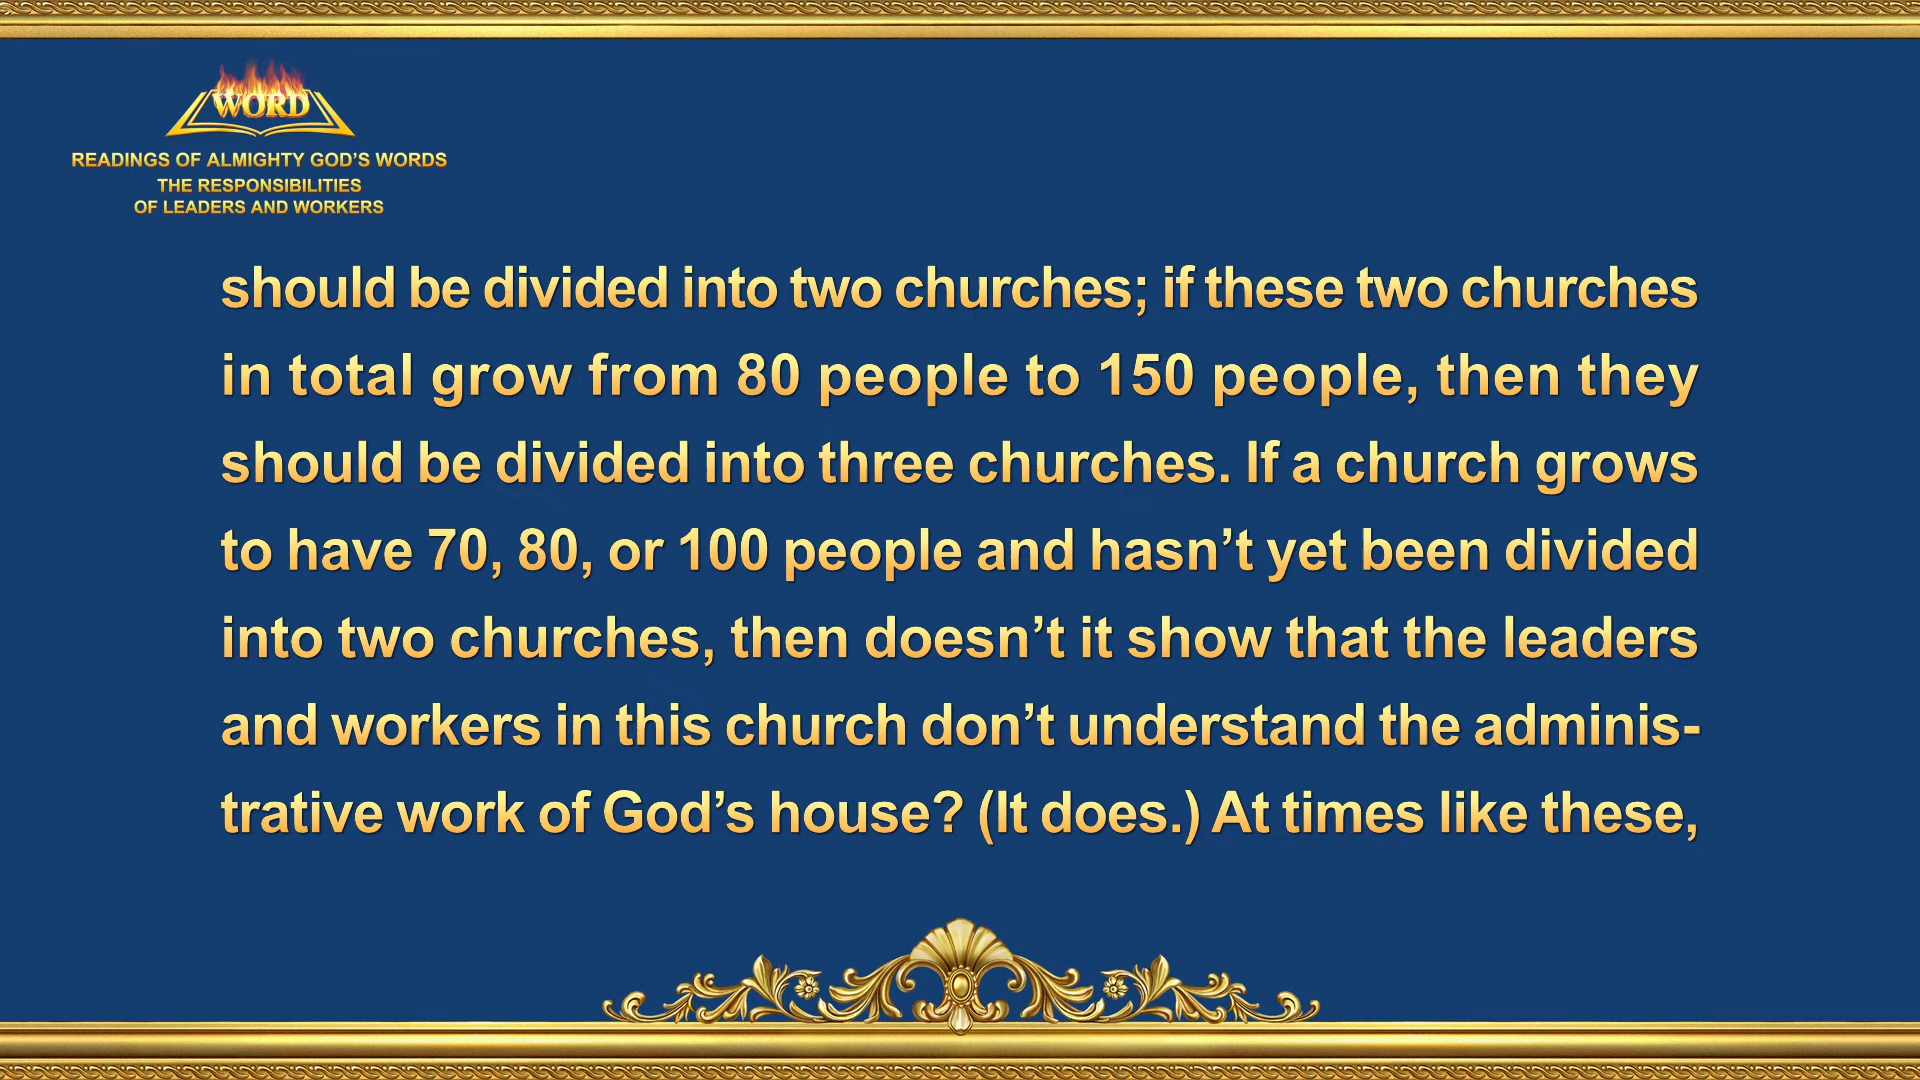 WORD
READINGS OF ALMIGHTY GOD’S WORDS
THE RESPONSIBILITIES
OF LEADERS AND WORKERS
should be divided into two churches; if these two churches
in total grow from 80 people to 150 people, then they
should be divided into three churches. If a church grows
to have 70, 80, or 100 people and hasn’t yet been divided
into two churches, then doesn’t it show that the leaders
and workers in this church don’t understand the adminis-
trative work of God’s house? (It does.) At times like these,